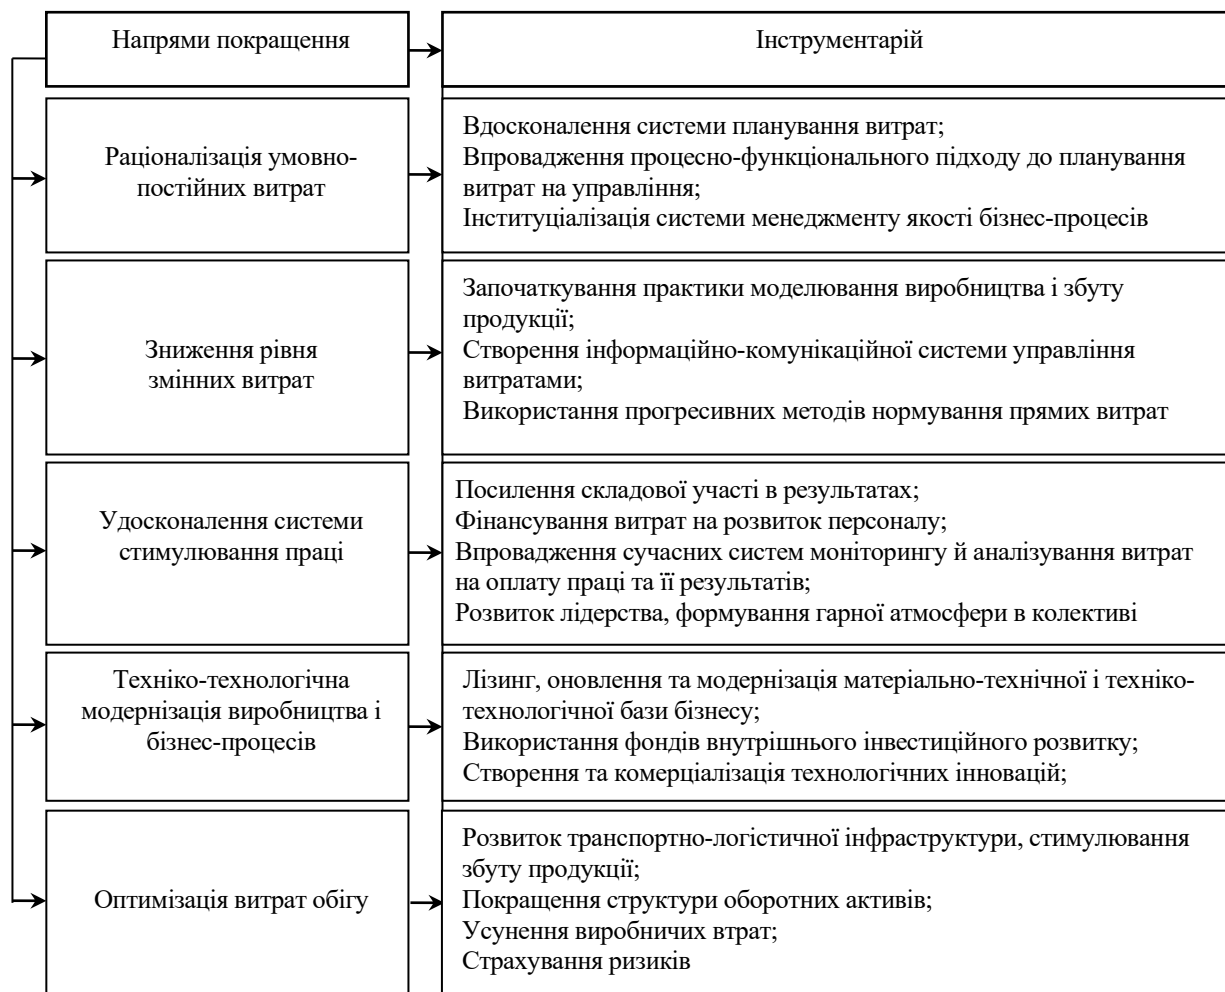 Напрями покращення
Інструментарій
Раціоналізація умовно-
постійних витрат
Вдосконалення системи планування витрат;
Впровадження процесно-функціонального підходу до планування
витрат на управління;
Інституціалізація системи менеджменту якості бізнес-процесів
Зниження рівня
змінних витрат
Започаткування практики моделювання виробництва і збуту
продукції;
Створення інформаційно-комунікаційної системи управління
витратами;
Використання прогресивних методів нормування прямих витрат
Удосконалення системи
стимулювання праці
Посилення складової участі в результатах;
Фінансування витрат на розвиток персоналу;
Впровадження сучасних систем моніторингу й аналізування витрат
на оплату праці та її результатів;
Розвиток лідерства, формування гарної атмосфери в колективі
Техніко-технологічна
модернізація виробництва і
бізнес-процесів
Лізинг, оновлення та модернізація матеріально-технічної і техніко-
технологічної бази бізнесу;
Використання фондів внутрішнього інвестиційного розвитку;
Створення та комерціалізація технологічних інновацій;
Оптимізація витрат обігу
Розвиток транспортно-логістичної інфраструктури, стимулювання
збуту продукції;
Покращення структури оборотних активів;
Усунення виробничих втрат;
Страхування ризиків